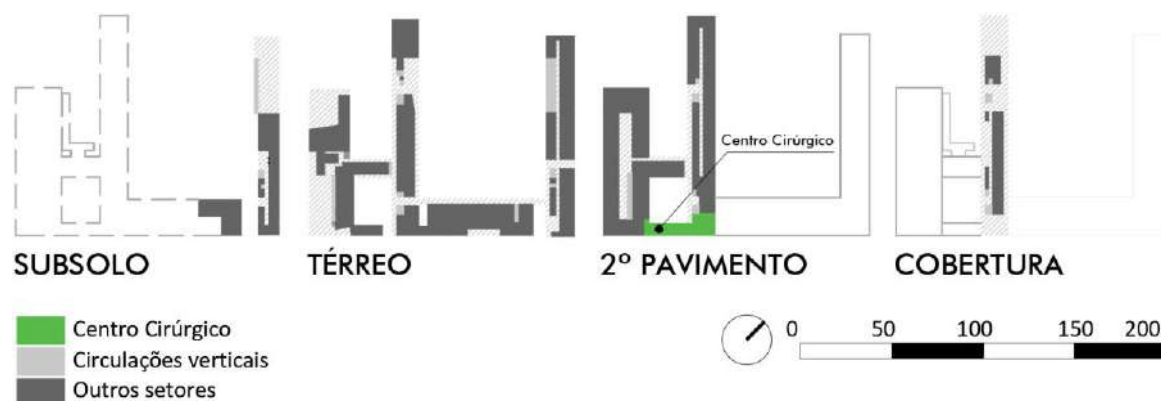 Centro Cirúrgico
SUBSOLO
TÉRREO
2º PAVIMENTO
COBERTURA
Centro Cirúrgico
Circulações verticais
Outros setores
0 50 100 150 200